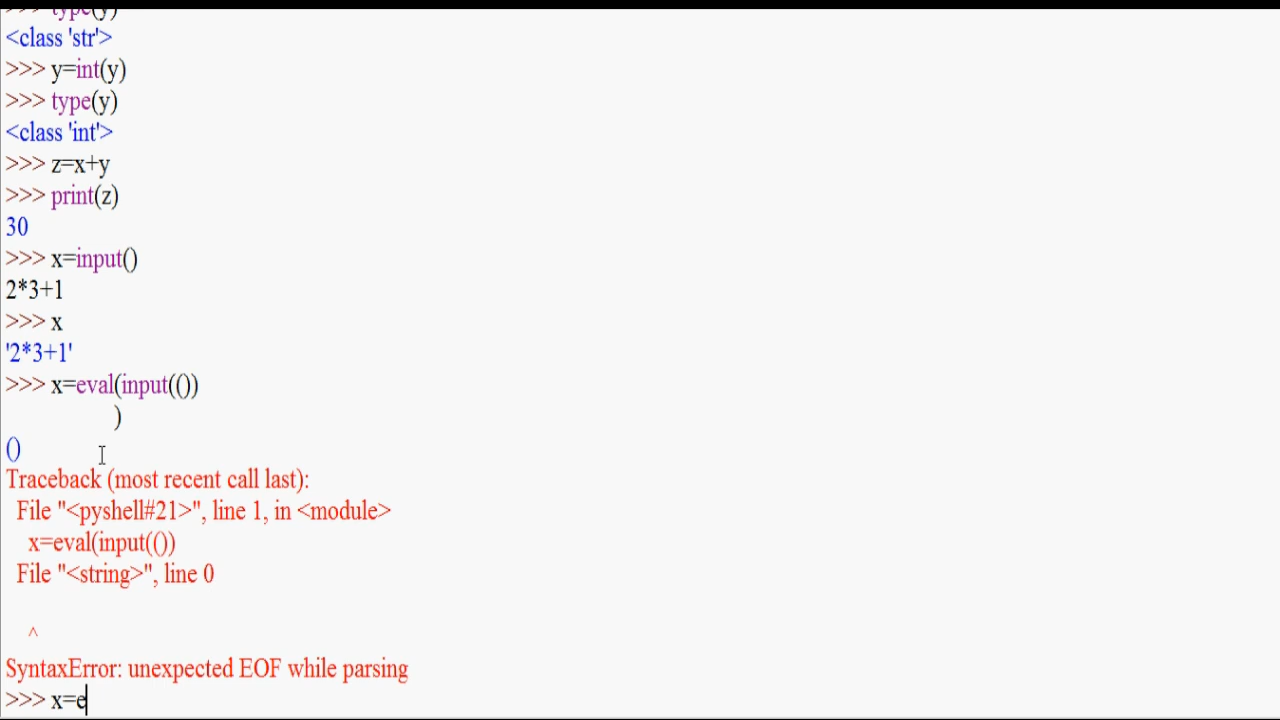 >>> type(y)
<class 'str'>
>>> y=int(y)
>>> type(y)
<class 'int'>
>>> z=x+y
>>> print(z)
30
>>> x=input()
2*3+1
>>> x
'2*3+1'
>>> x=eval(input(())
)
()
Traceback (most recent call last):
File "<pyshell#21>", line 1, in <module>
x=eval(input(())
File "<string>", line 0
^
SyntaxError: unexpected EOF while parsing
>>> x=e